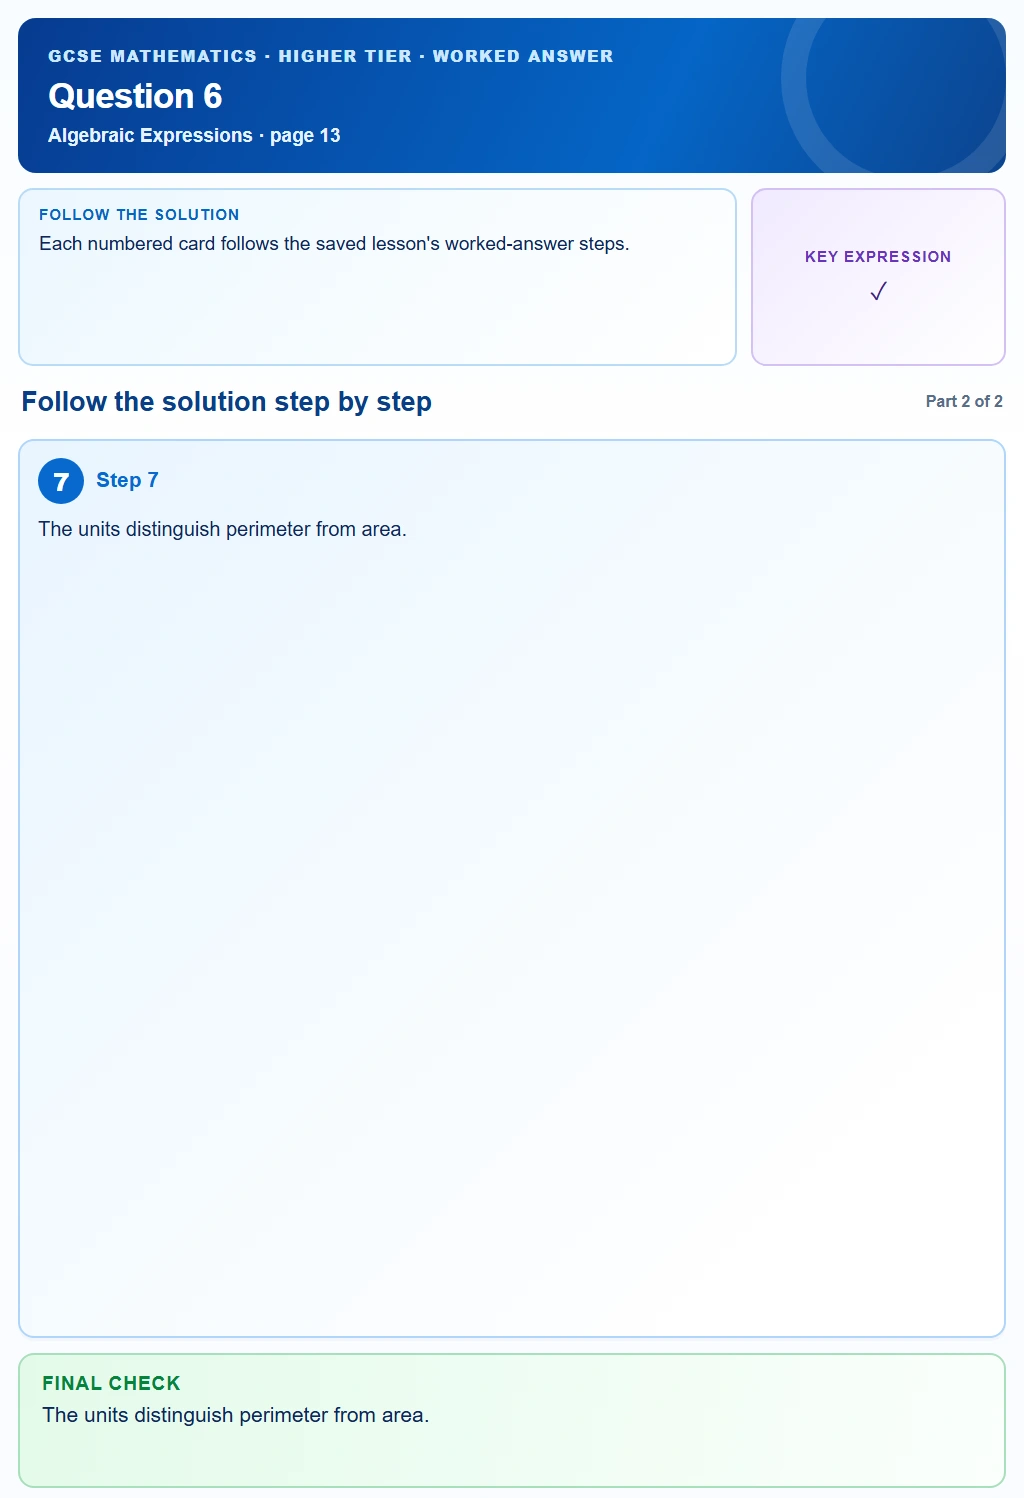 GCSE MATHEMATICS · HIGHER TIER · WORKED ANSWER
Question 6
Algebraic Expressions · page 13
FOLLOW THE SOLUTION
Each numbered card follows the saved lesson's worked-answer steps.
KEY EXPRESSION
✓
Follow the solution step by step
Part 2 of 2
7 Step 7
The units distinguish perimeter from area.
FINAL CHECK
The units distinguish perimeter from area.